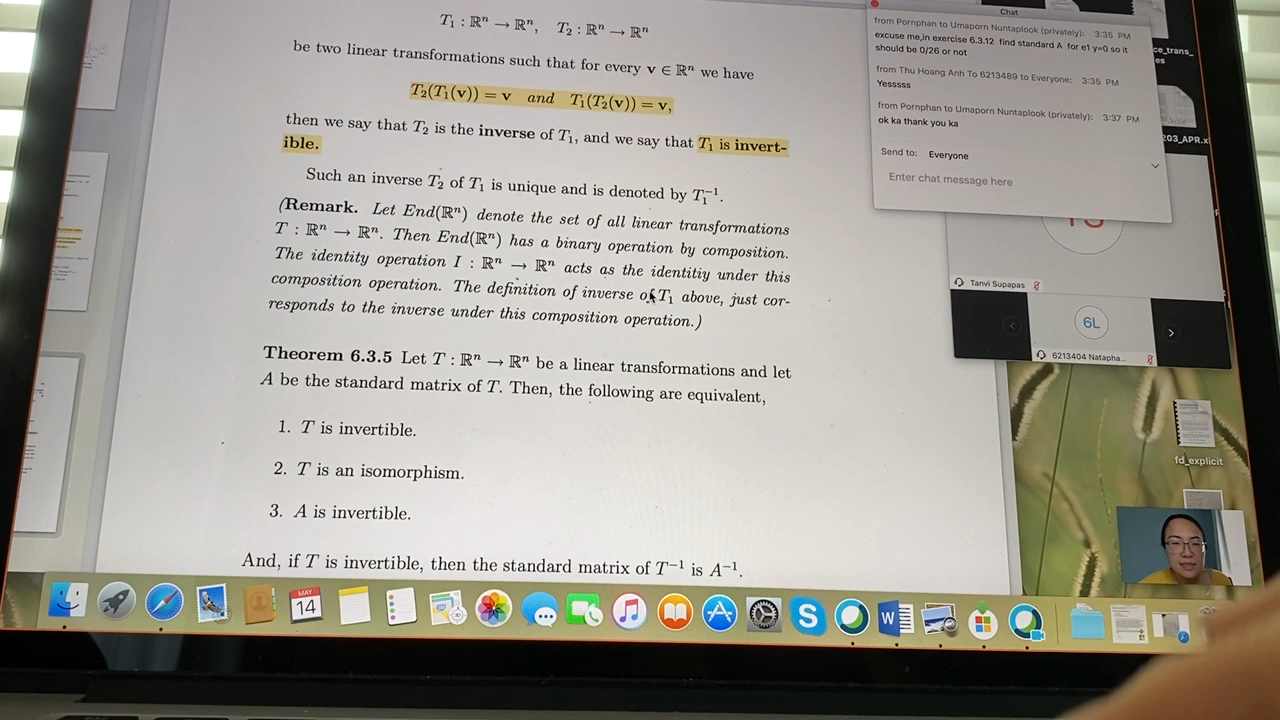 T₁ : ℝⁿ → ℝⁿ, T₂ : ℝⁿ → ℝⁿ
be two linear transformations such that for every v ∈ ℝⁿ we have
T₂(T₁(v)) = v and T₁(T₂(v)) = v,
then we say that T₂ is the inverse of T₁, and we say that T₁ is invert-
ible.
Such an inverse T₂ of T₁ is unique and is denoted by T₁⁻¹.
(Remark. Let End(ℝⁿ) denote the set of all linear transformations
T : ℝⁿ → ℝⁿ. Then End(ℝⁿ) has a binary operation by composition.
The identity operation I : ℝⁿ → ℝⁿ acts as the identitiy under this
composition operation. The definition of inverse of T₁ above, just cor-
responds to the inverse under this composition operation.)
Theorem 6.3.5 Let T : ℝⁿ → ℝⁿ be a linear transformations and let
A be the standard matrix of T. Then, the following are equivalent,
1. T is invertible.
2. T is an isomorphism.
3. A is invertible.
And, if T is invertible, then the standard matrix of T⁻¹ is A⁻¹.
Chat
from Pornphan to Umaporn Nuntaplook (privately): 3:35 PM
excuse me,in exercise 6.3.12 find standard A for e1 y=0 so it
should be 0/26 or not
from Thu Hoang Anh To 6213489 to Everyone: 3:35 PM
Yesssss
from Pornphan to Umaporn Nuntaplook (privately): 3:37 PM
ok ka thank you ka
Send to: Everyone
Enter chat message here
ce_trans_
es
203_APR.x
Tanvi Supapas
6L
6213404 Natapha...
fd_explicit
MAY
14
30
S
W